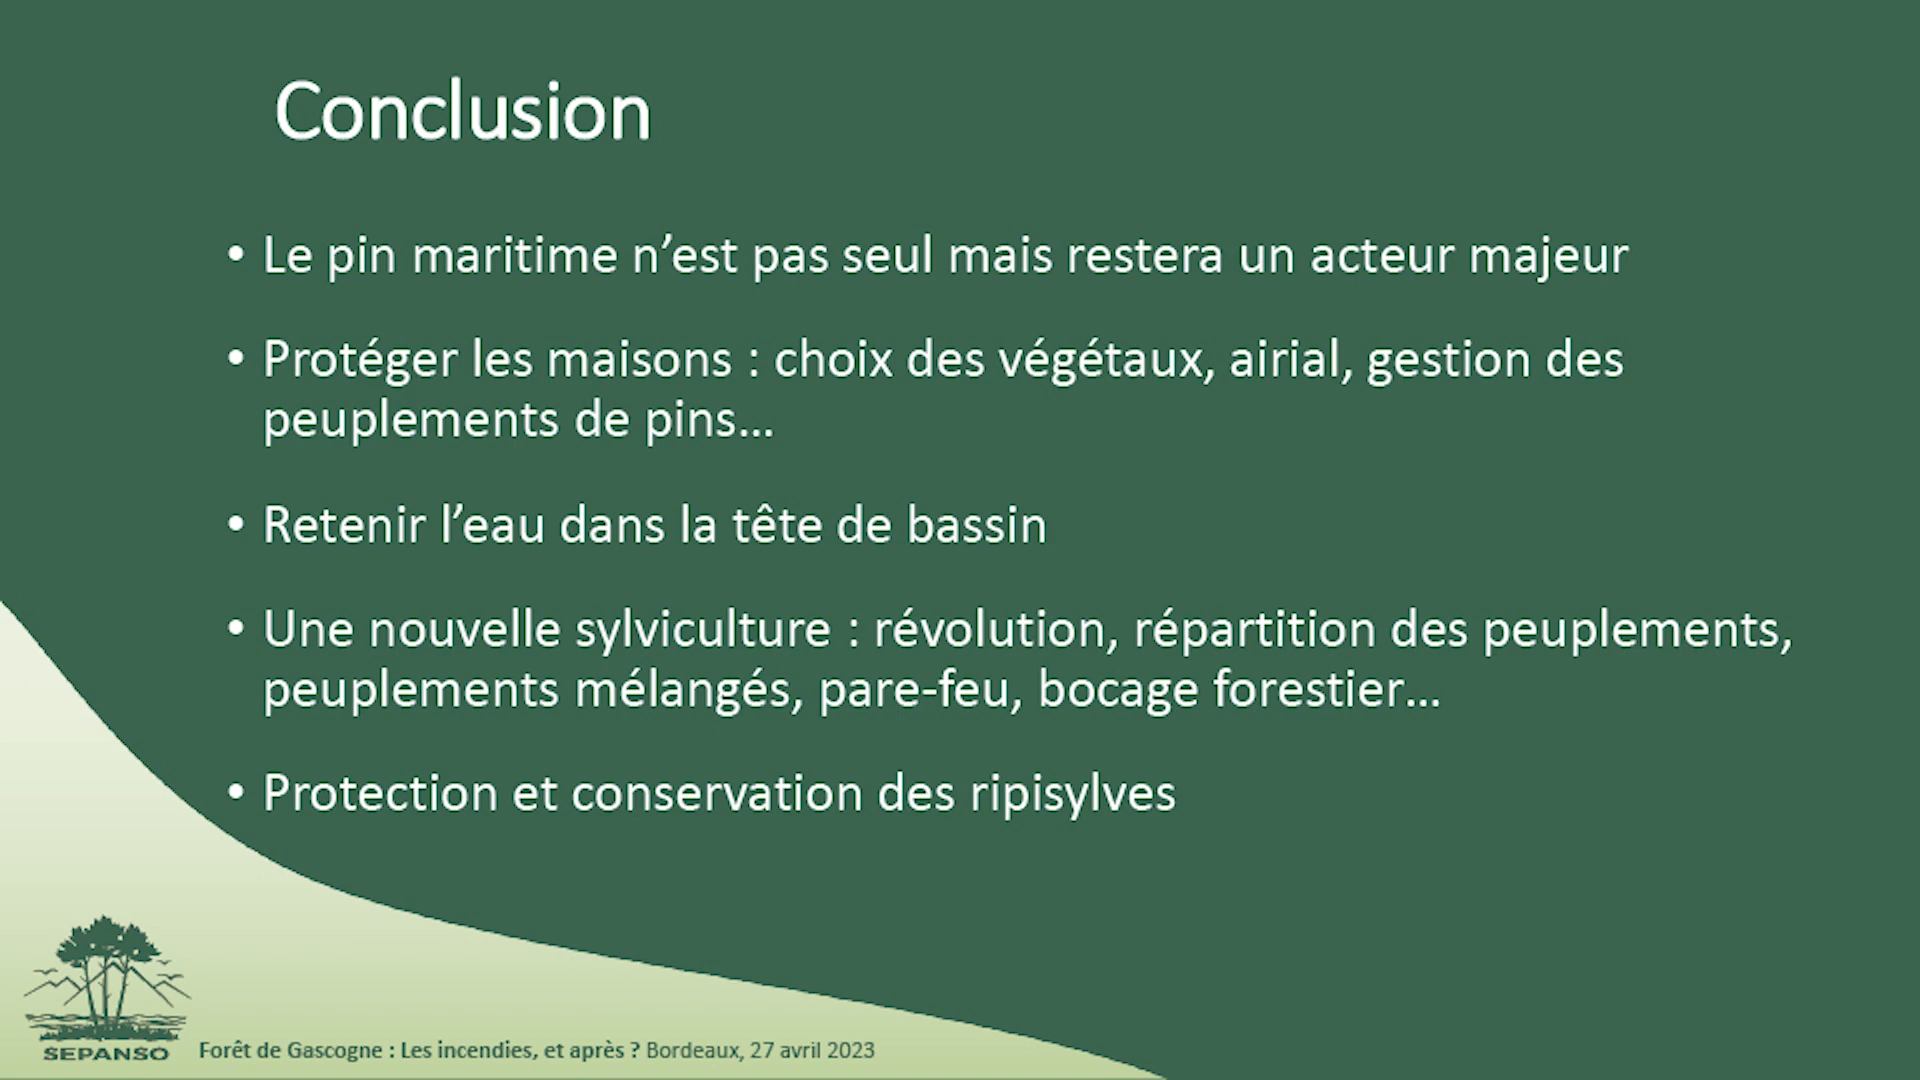 Conclusion
• Le pin maritime n’est pas seul mais restera un acteur majeur
• Protéger les maisons : choix des végétaux, airial, gestion des
peuplements de pins…
• Retenir l’eau dans la tête de bassin
• Une nouvelle sylviculture : révolution, répartition des peuplements,
peuplements mélangés, pare-feu, bocage forestier…
• Protection et conservation des ripisylves
SEPANSO
Forêt de Gascogne : Les incendies, et après ? Bordeaux, 27 avril 2023